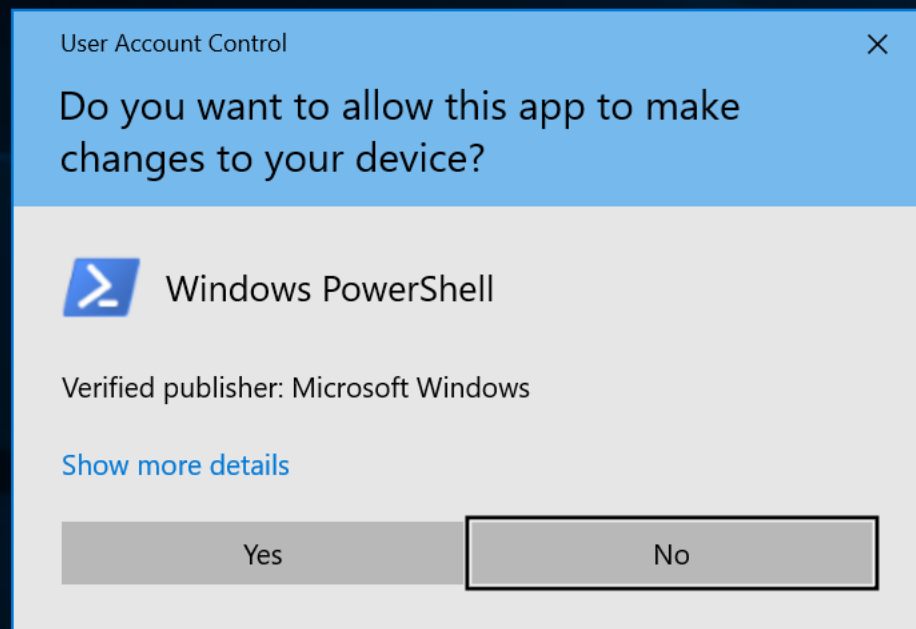 User Account Control
Do you want to allow this app to make
changes to your device?
Windows PowerShell
Verified publisher: Microsoft Windows
Show more details
Yes
No